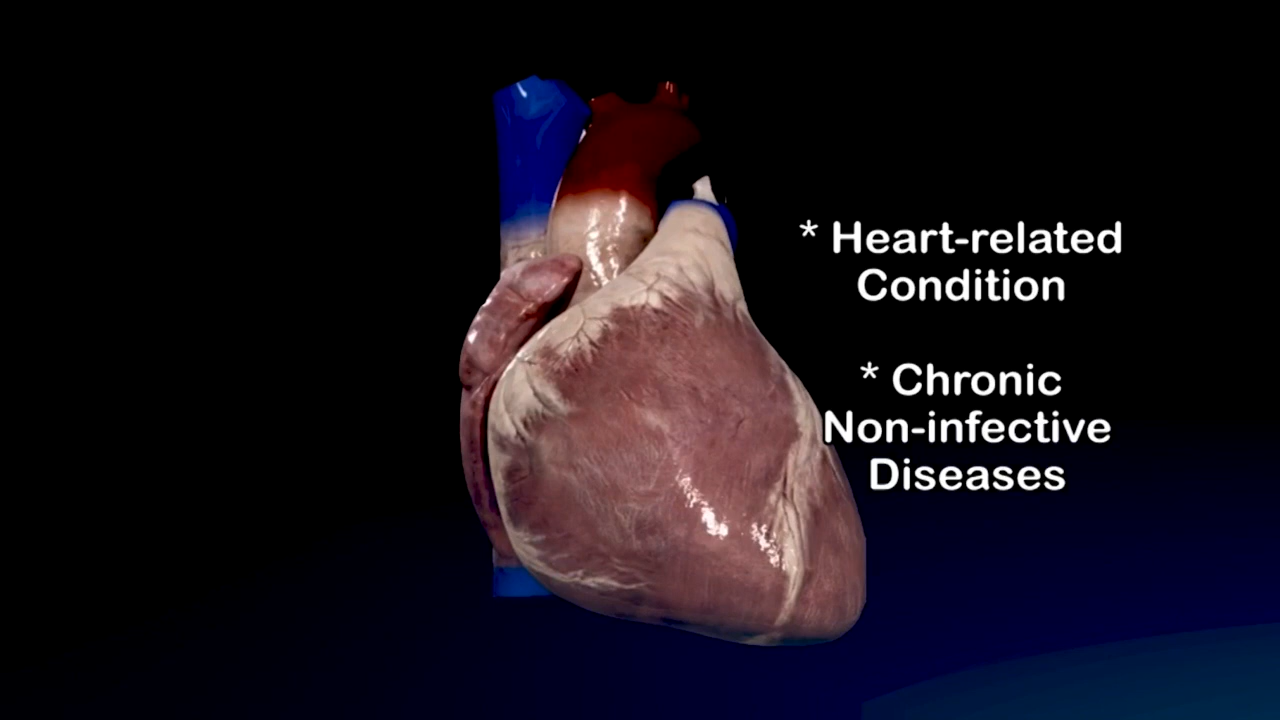 * Heart-related
Condition
* Chronic
Non-infective
Diseases